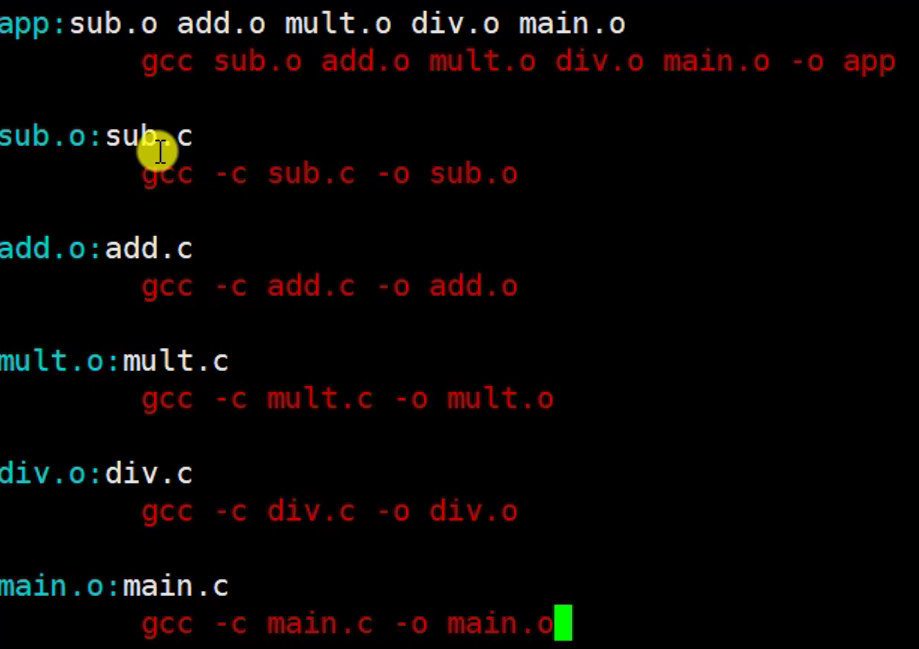 app:sub.o add.o mult.o div.o main.o
gcc sub.o add.o mult.o div.o main.o -o app
sub.o:sub.c
gcc -c sub.c -o sub.o
add.o:add.c
gcc -c add.c -o add.o
mult.o:mult.c
gcc -c mult.c -o mult.o
div.o:div.c
gcc -c div.c -o div.o
main.o:main.c
gcc -c main.c -o main.o